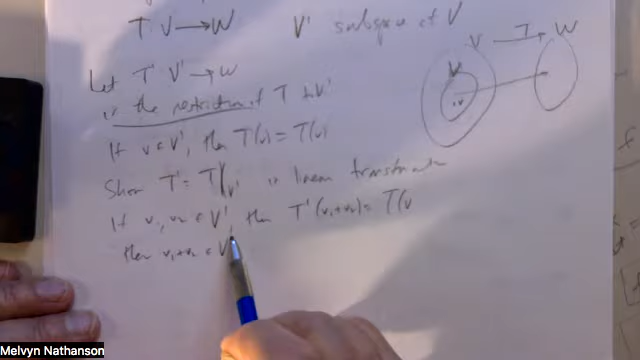 T: V → W V' subspace of V
V T→ W
V'
.v
Let T' V' → W
is the restriction of T to V'
If v ∈ V', then T'(v) = T(v)
Show T' = T|V' is linear transformation
If v1, v2 ∈ V', then T'(v1+v2) = T(v
then v1+v2 ∈ V'
Melvyn Nathanson